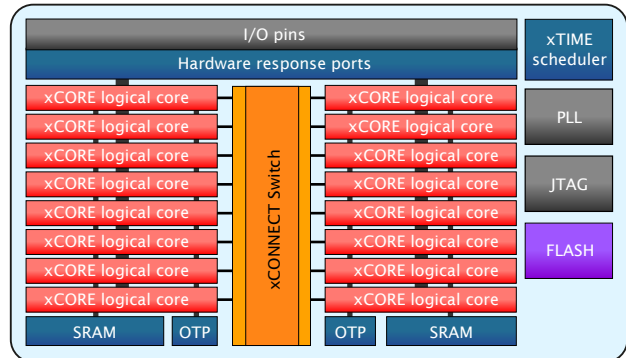 I/O pins
Hardware response ports
xTIME
scheduler
xCORE logical core
xCORE logical core
xCORE logical core
xCORE logical core
xCORE logical core
xCORE logical core
xCORE logical core
xCORE logical core
SRAM
OTP
xCONNECT Switch
xCORE logical core
xCORE logical core
xCORE logical core
xCORE logical core
xCORE logical core
xCORE logical core
xCORE logical core
xCORE logical core
OTP
SRAM
PLL
JTAG
FLASH